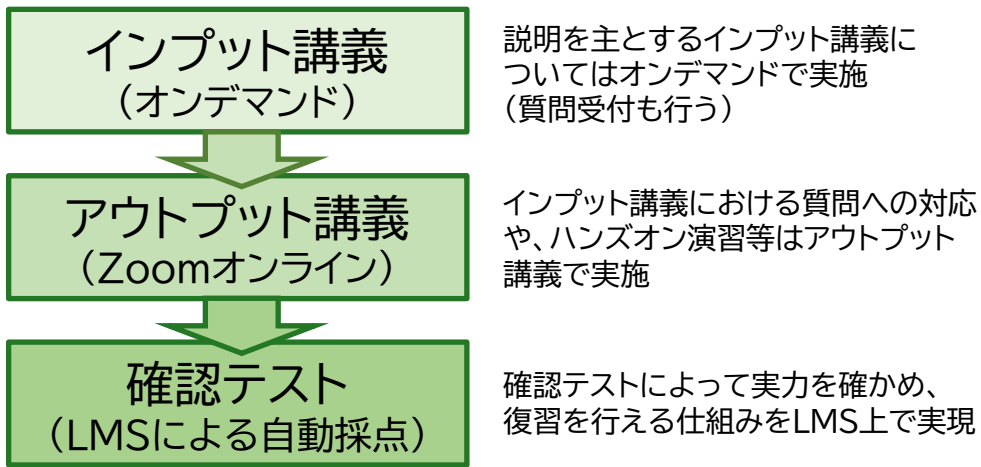 インプット講義
（オンデマンド）
説明を主とするインプット講義に
ついてはオンデマンドで実施
（質問受付も行う）
アウトプット講義
（Zoomオンライン）
インプット講義における質問への対応
や、ハンズオン演習等はアウトプット
講義で実施
確認テスト
（LMSによる自動採点）
確認テストによって実力を確かめ、
復習を行える仕組みをLMS上で実現